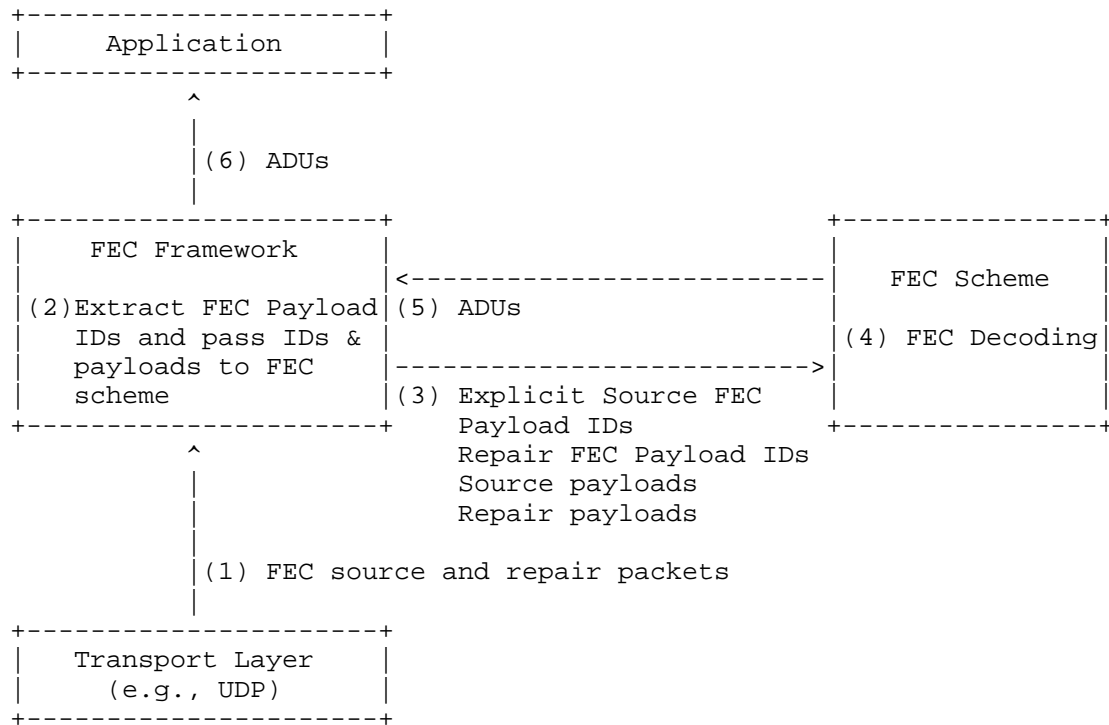 Application
(6) ADUs
FEC Framework
FEC Scheme
(2)Extract FEC Payload
IDs and pass IDs &
payloads to FEC
scheme
(5) ADUs
(4) FEC Decoding
(3) Explicit Source FEC
Payload IDs
Repair FEC Payload IDs
Source payloads
Repair payloads
(1) FEC source and repair packets
Transport Layer
(e.g., UDP)